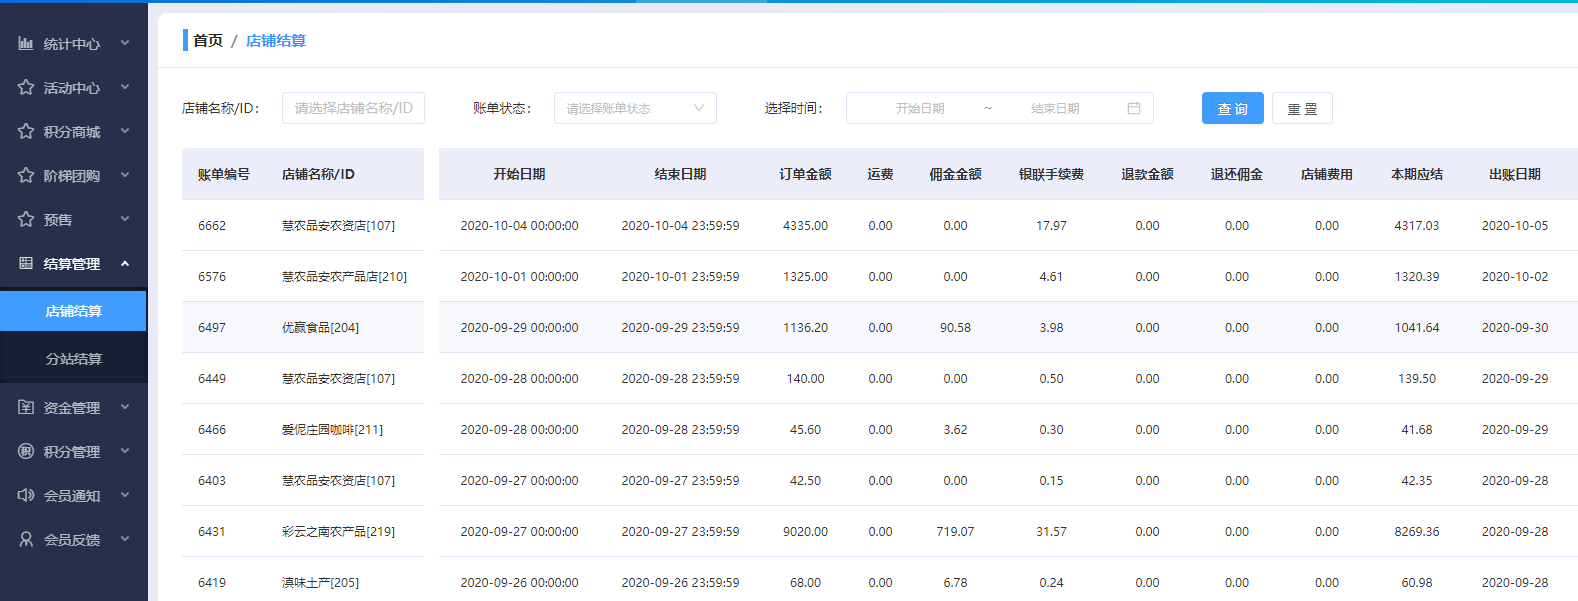 统计中心
活动中心
积分商城
阶梯团购
预售
结算管理
店铺结算
分站结算
资金管理
积分管理
会员通知
会员反馈
首页 / 店铺结算
店铺名称/ID： 请选择店铺名称/ID 账单状态： 请选择账单状态 选择时间： 开始日期 ~ 结束日期 查 询 重 置
账单编号 店铺名称/ID 开始日期 结束日期 订单金额 运费 佣金金额 银联手续费 退款金额 退还佣金 店铺费用 本期应结 出账日期
6662 慧农品安农资店[107] 2020-10-04 00:00:00 2020-10-04 23:59:59 4335.00 0.00 0.00 17.97 0.00 0.00 0.00 4317.03 2020-10-05
6576 慧农品安农产品店[210] 2020-10-01 00:00:00 2020-10-01 23:59:59 1325.00 0.00 0.00 4.61 0.00 0.00 0.00 1320.39 2020-10-02
6497 优赢食品[204] 2020-09-29 00:00:00 2020-09-29 23:59:59 1136.20 0.00 90.58 3.98 0.00 0.00 0.00 1041.64 2020-09-30
6449 慧农品安农资店[107] 2020-09-28 00:00:00 2020-09-28 23:59:59 140.00 0.00 0.00 0.50 0.00 0.00 0.00 139.50 2020-09-29
6466 爱伲庄园咖啡[211] 2020-09-28 00:00:00 2020-09-28 23:59:59 45.60 0.00 3.62 0.30 0.00 0.00 0.00 41.68 2020-09-29
6403 慧农品安农资店[107] 2020-09-27 00:00:00 2020-09-27 23:59:59 42.50 0.00 0.00 0.15 0.00 0.00 0.00 42.35 2020-09-28
6431 彩云之南农产品[219] 2020-09-27 00:00:00 2020-09-27 23:59:59 9020.00 0.00 719.07 31.57 0.00 0.00 0.00 8269.36 2020-09-28
6419 滇味土产[205] 2020-09-26 00:00:00 2020-09-26 23:59:59 68.00 0.00 6.78 0.24 0.00 0.00 0.00 60.98 2020-09-28